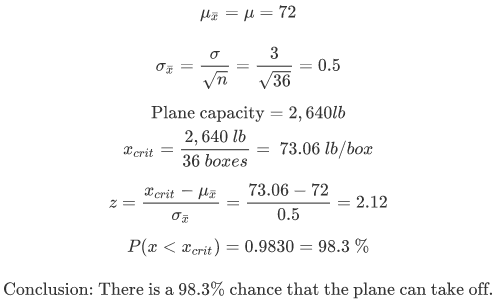 μ_x̄ = μ = 72
σ_x̄ = σ/√n = 3/√36 = 0.5
Plane capacity = 2,640lb
x_crit = 2,640 lb/36 boxes = 73.06 lb/box
z = (x_crit − μ_x̄)/σ_x̄ = (73.06 − 72)/0.5 = 2.12
P(x < x_crit) = 0.9830 = 98.3 %
Conclusion: There is a 98.3% chance that the plane can take off.